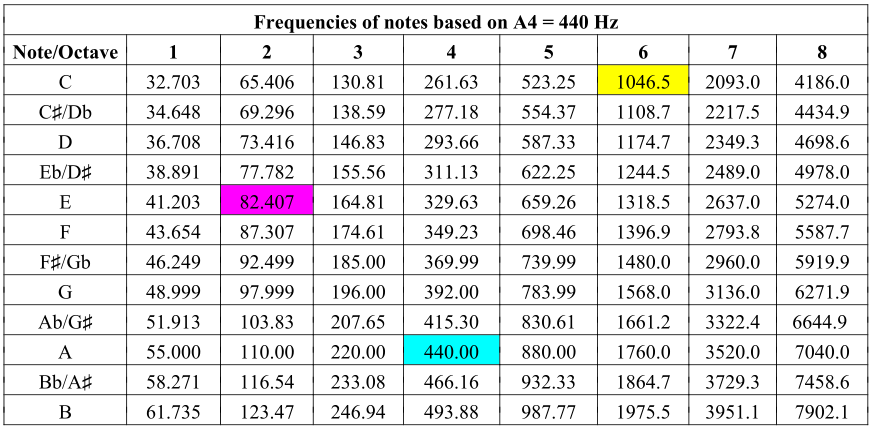 Frequencies of notes based on A4 = 440 Hz
Note/Octave 1 2 3 4 5 6 7 8
C 32.703 65.406 130.81 261.63 523.25 1046.5 2093.0 4186.0
C♯/Db 34.648 69.296 138.59 277.18 554.37 1108.7 2217.5 4434.9
D 36.708 73.416 146.83 293.66 587.33 1174.7 2349.3 4698.6
Eb/D♯ 38.891 77.782 155.56 311.13 622.25 1244.5 2489.0 4978.0
E 41.203 82.407 164.81 329.63 659.26 1318.5 2637.0 5274.0
F 43.654 87.307 174.61 349.23 698.46 1396.9 2793.8 5587.7
F♯/Gb 46.249 92.499 185.00 369.99 739.99 1480.0 2960.0 5919.9
G 48.999 97.999 196.00 392.00 783.99 1568.0 3136.0 6271.9
Ab/G♯ 51.913 103.83 207.65 415.30 830.61 1661.2 3322.4 6644.9
A 55.000 110.00 220.00 440.00 880.00 1760.0 3520.0 7040.0
Bb/A♯ 58.271 116.54 233.08 466.16 932.33 1864.7 3729.3 7458.6
B 61.735 123.47 246.94 493.88 987.77 1975.5 3951.1 7902.1